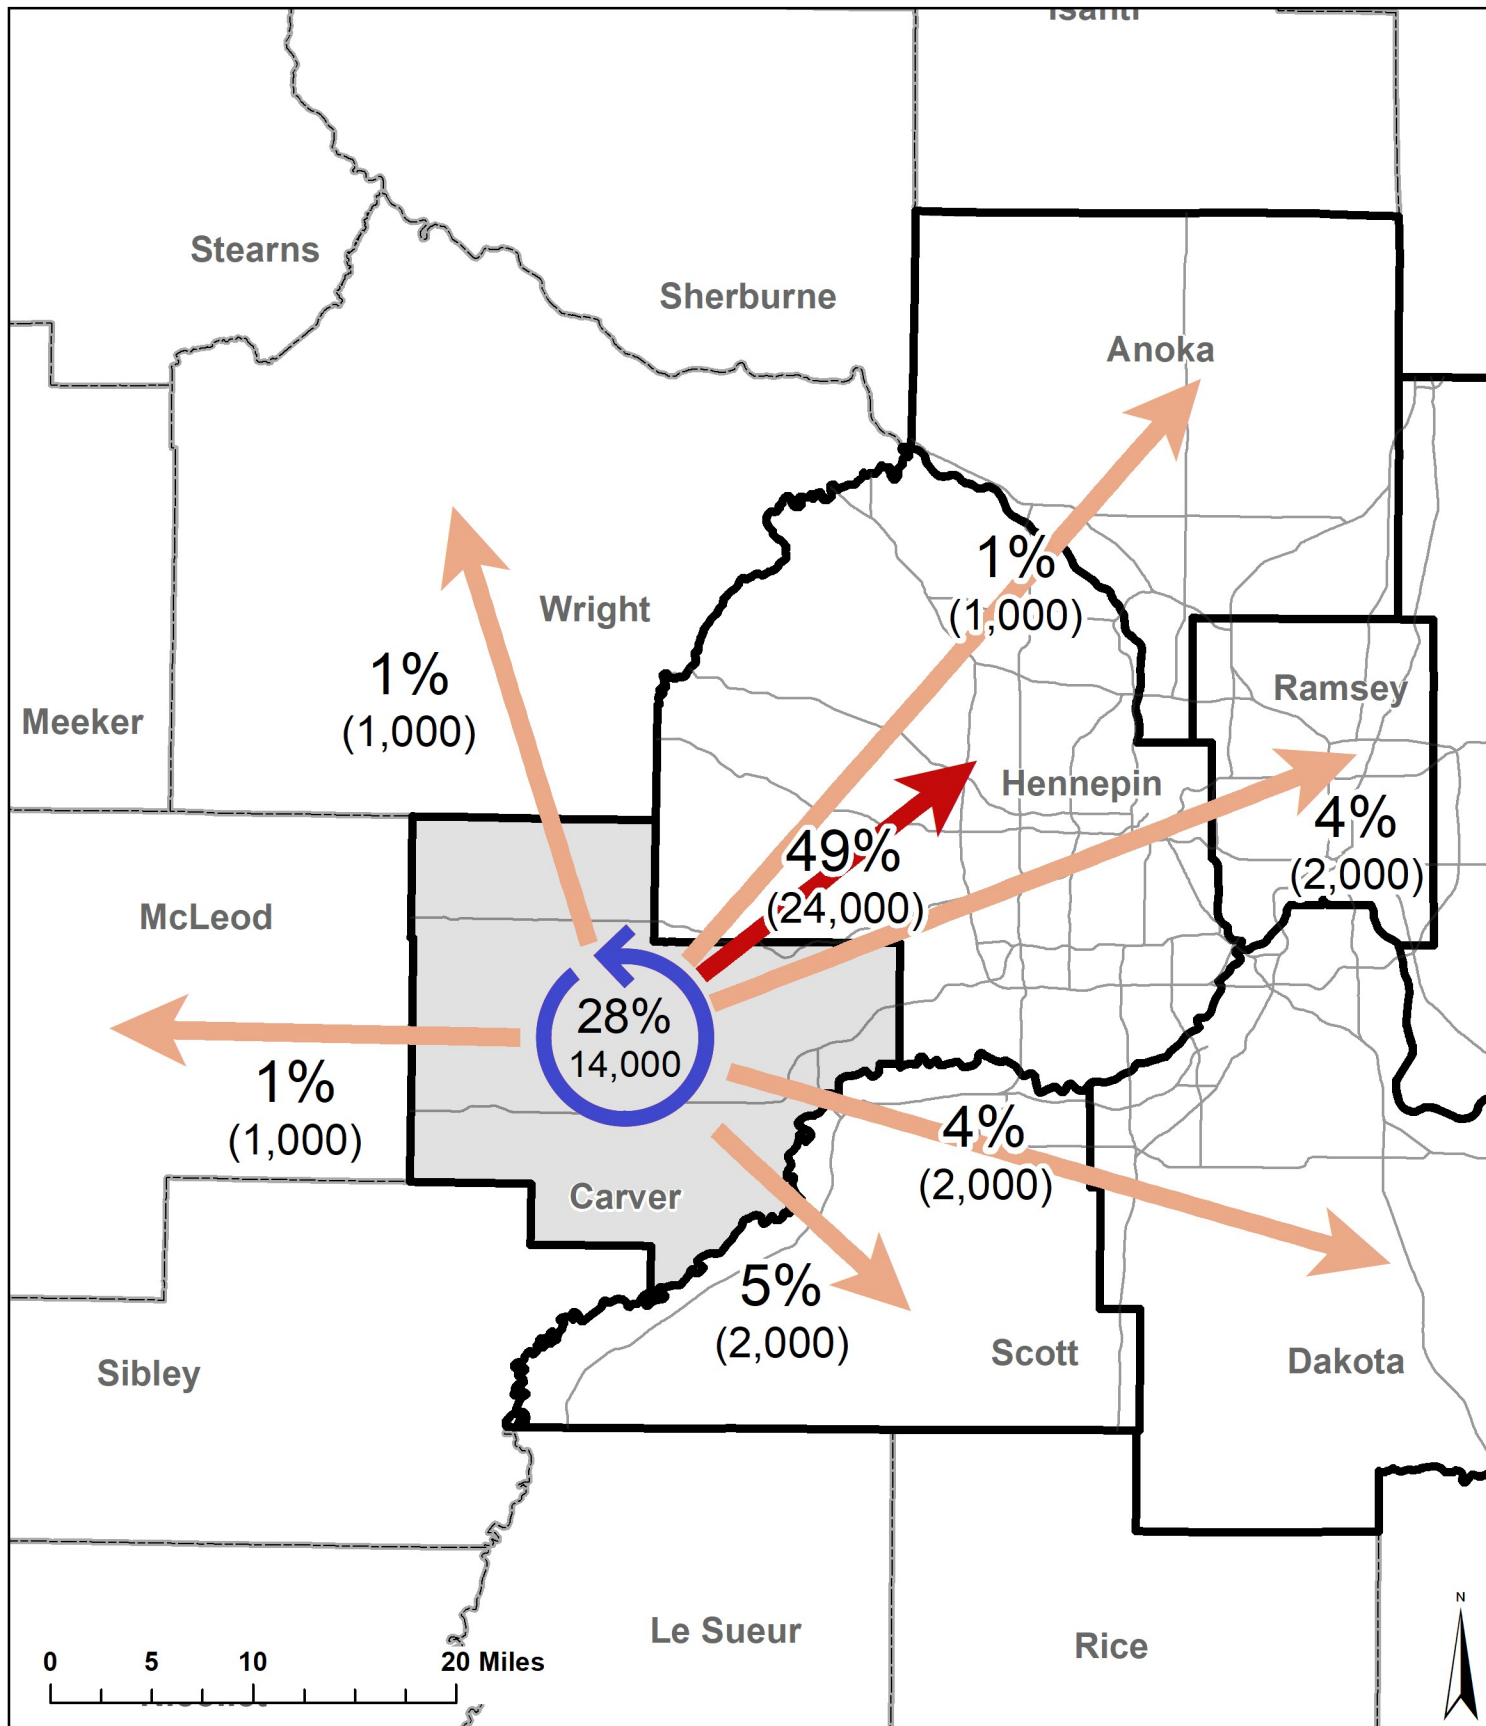 Isanti
Stearns
Sherburne
Anoka
1%
(1,000)
Wright
1%
(1,000)
Ramsey
Meeker
Hennepin
4%
(2,000)
49%
(24,000)
McLeod
28%
14,000
1%
(1,000)
4%
(2,000)
Carver
5%
(2,000)
Scott
Dakota
Sibley
N
Le Sueur
Rice
0 5 10 20 Miles